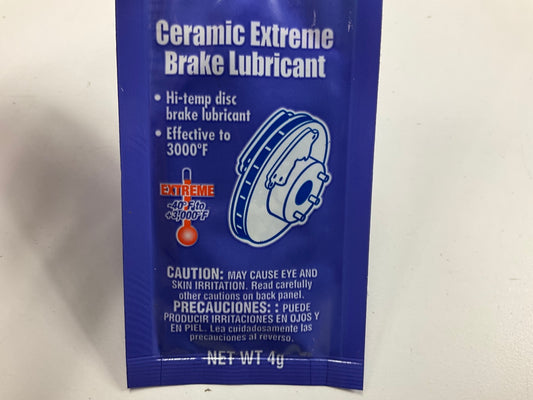 Ceramic Extreme
Brake Lubricant
• Hi-temp disc
brake lubricant
• Effective to
3000°F
EXTREME
-40°F to
+3,000°F
CAUTION: MAY CAUSE EYE AND
SKIN IRRITATION. Read carefully
other cautions on back panel.
PRECAUCIONES: : PUEDE
PRODUCIR IRRITACIONES EN OJOS Y
EN PIEL. Lea cuidadosamente las
precauciones al reverso.
NET WT 4g